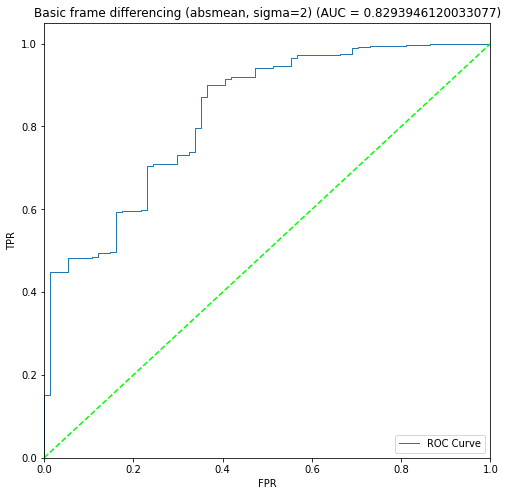 Basic frame differencing (absmean, sigma=2) (AUC = 0.8293946120033077)
1.0
0.8
0.6
0.4
0.2
0.0
TPR
0.0 0.2 0.4 0.6 0.8 1.0
FPR
ROC Curve